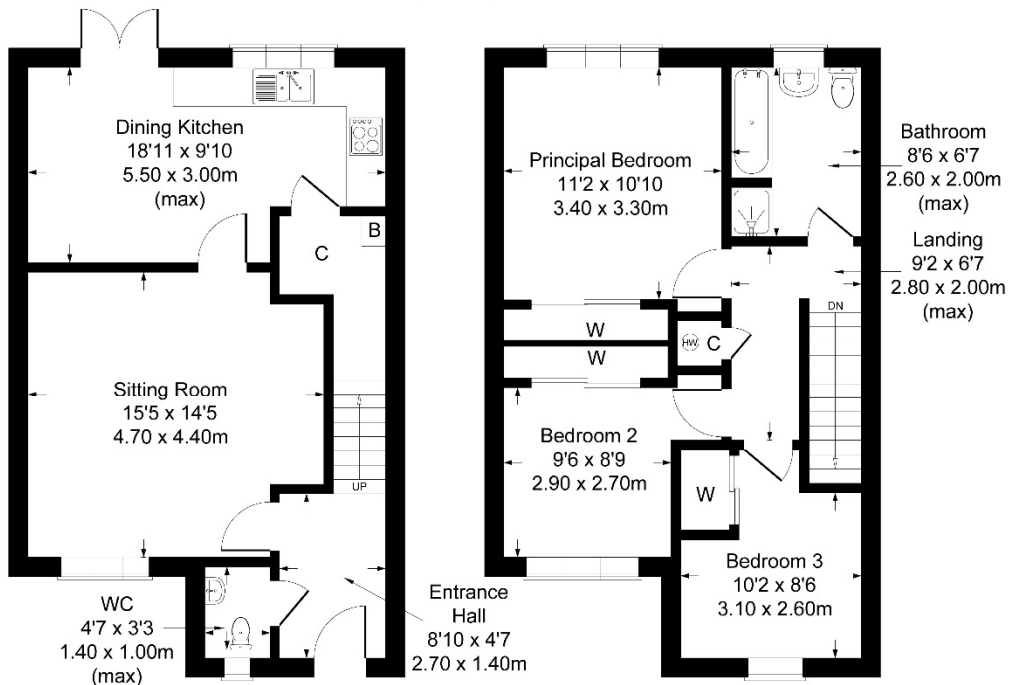 Dining Kitchen
18'11 x 9'10
5.50 x 3.00m
(max)
B
C
Sitting Room
15'5 x 14'5
4.70 x 4.40m
UP
WC
4'7 x 3'3
1.40 x 1.00m
(max)
Entrance
Hall
8'10 x 4'7
2.70 x 1.40m
Principal Bedroom
11'2 x 10'10
3.40 x 3.30m
Bathroom
8'6 x 6'7
2.60 x 2.00m
(max)
Landing
9'2 x 6'7
2.80 x 2.00m
(max)
DN
W
HW
C
W
Bedroom 2
9'6 x 8'9
2.90 x 2.70m
W
Bedroom 3
10'2 x 8'6
3.10 x 2.60m